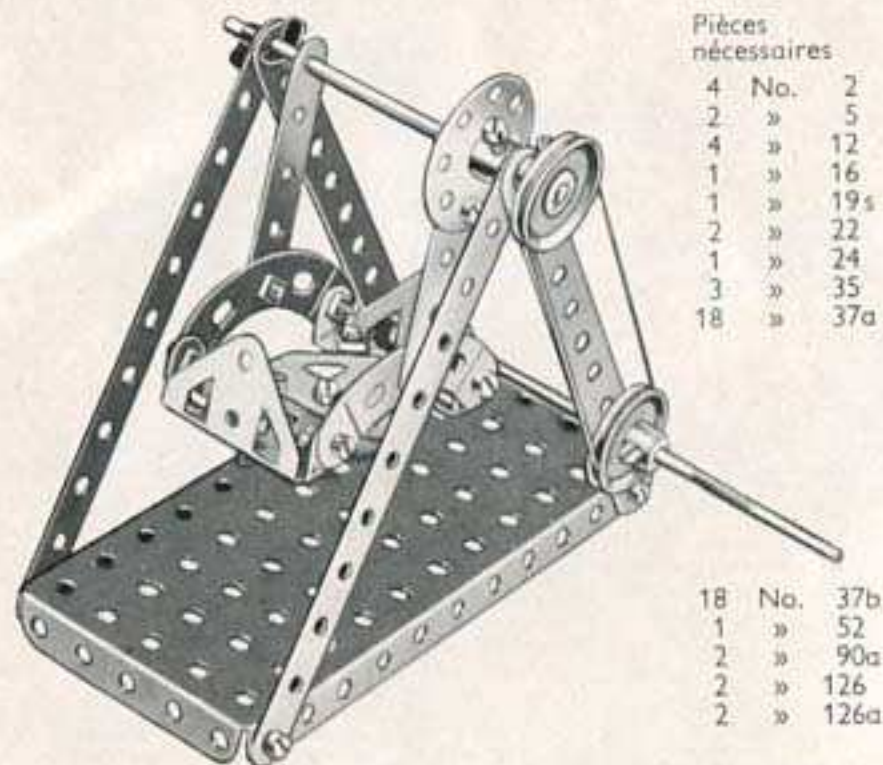 Pièces
nécessaires
4 No. 2
2 » 5
4 » 12
1 » 16
1 » 19s
2 » 22
1 » 24
3 » 35
18 » 37a
18 No. 37b
1 » 52
2 » 90a
2 » 126
2 » 126a